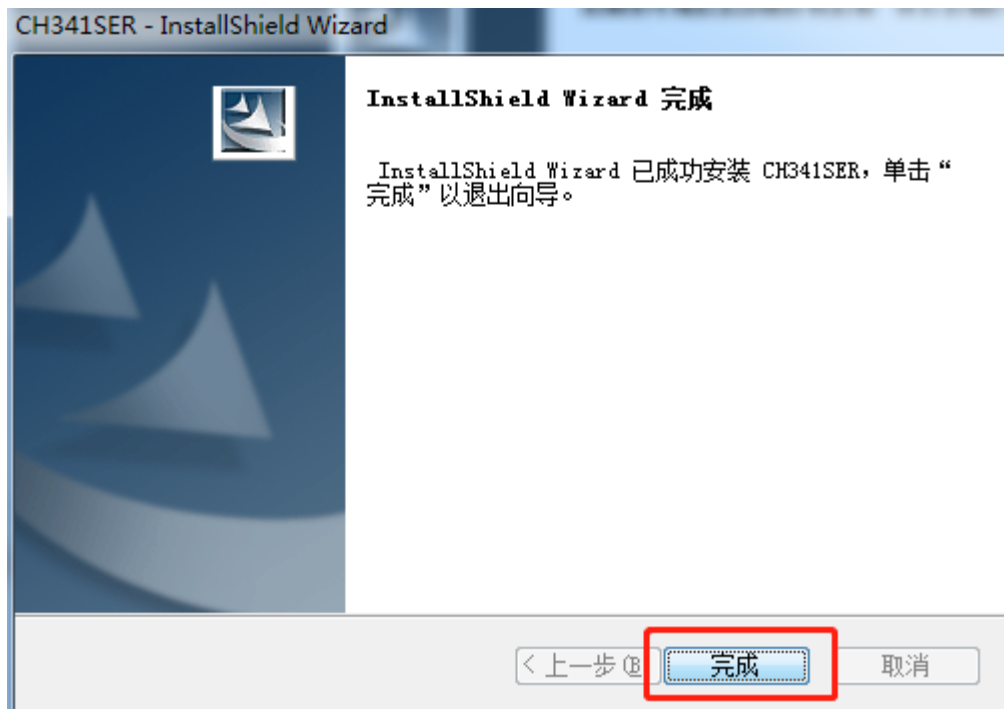 CH341SER - InstallShield Wizard
InstallShield Wizard 完成
InstallShield Wizard 已成功安装 CH341SER，单击“
完成”以退出向导。
<上一步(B
完成
取消